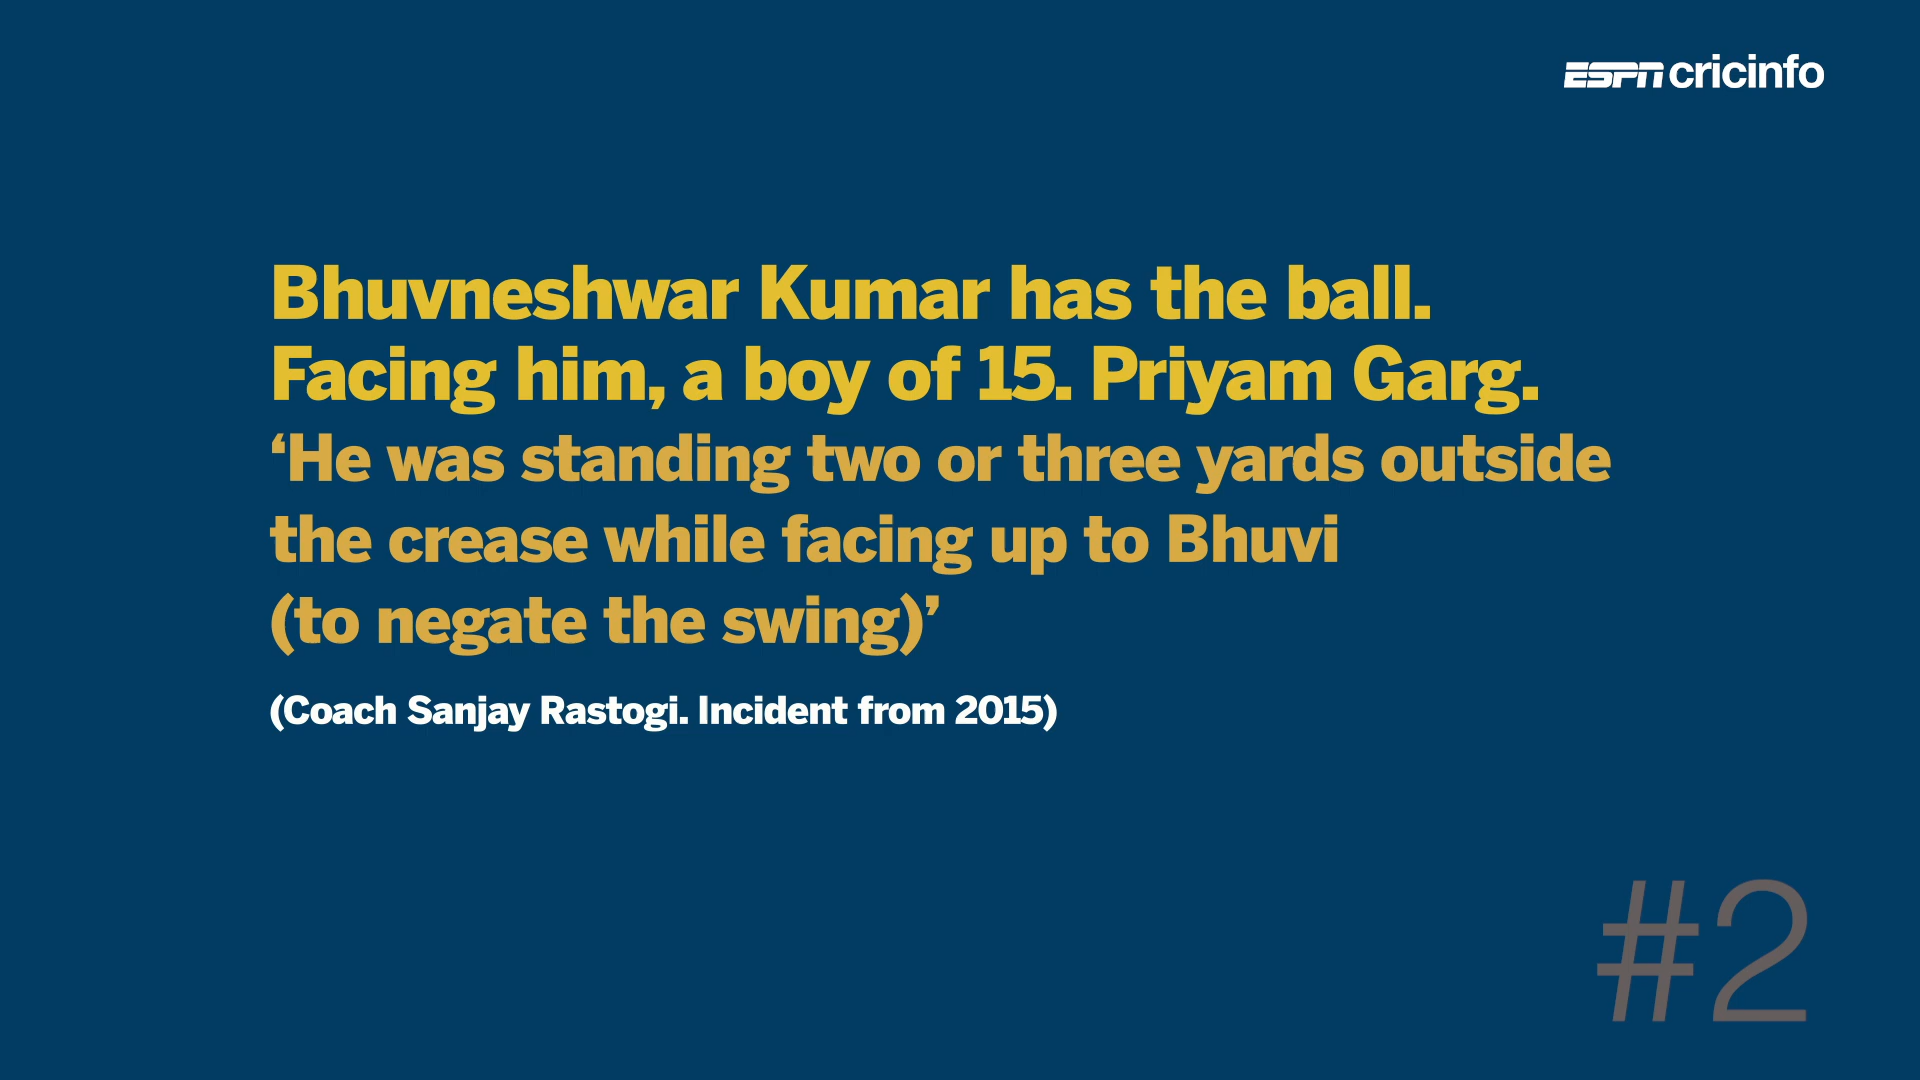 ESPN cricinfo
Bhuvneshwar Kumar has the ball.
Facing him, a boy of 15. Priyam Garg.
‘He was standing two or three yards outside
the crease while facing up to Bhuvi
(to negate the swing)’
(Coach Sanjay Rastogi. Incident from 2015)
#2